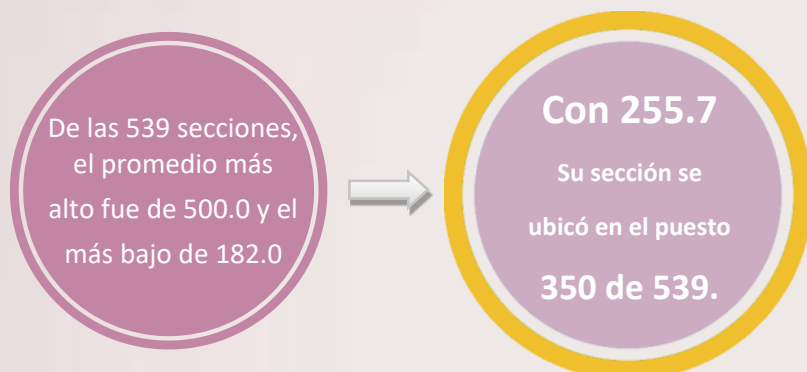 De las 539 secciones,
el promedio más
alto fue de 500.0 y el
más bajo de 182.0
Con 255.7
Su sección se
ubicó en el puesto
350 de 539.